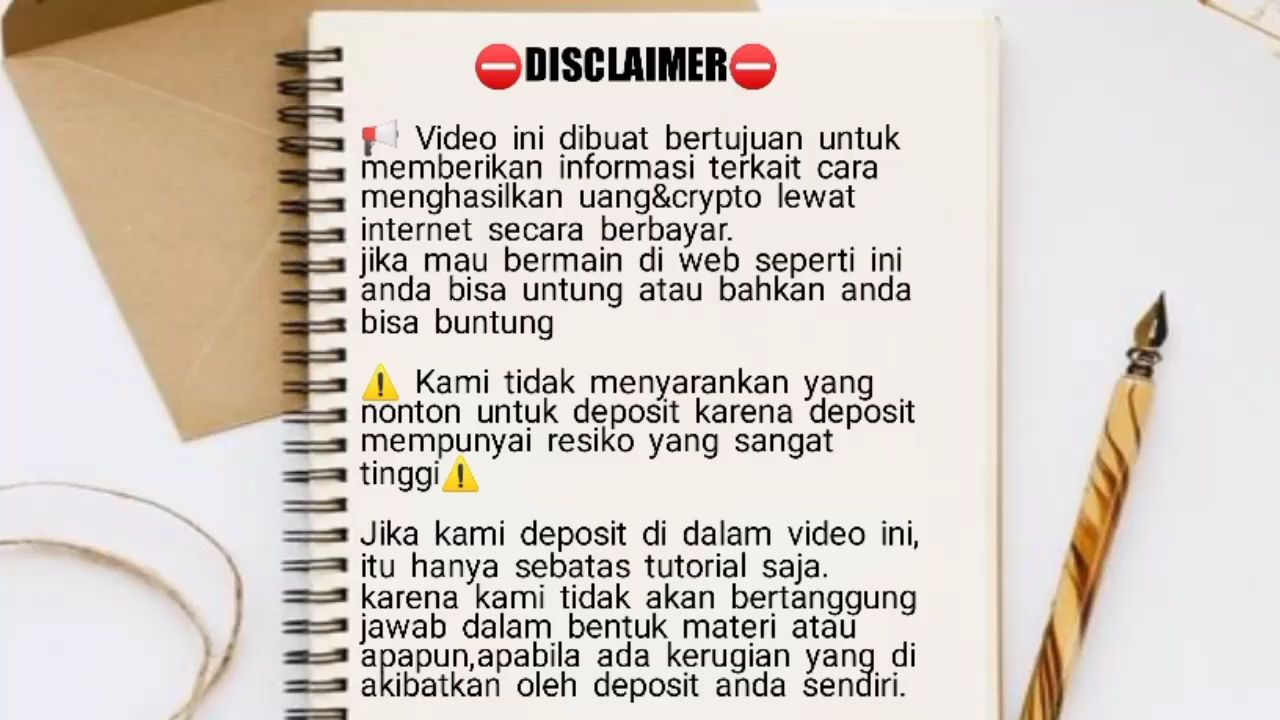 ⛔DISCLAIMER⛔
📢 Video ini dibuat bertujuan untuk
memberikan informasi terkait cara
menghasilkan uang&crypto lewat
internet secara berbayar.
jika mau bermain di web seperti ini
anda bisa untung atau bahkan anda
bisa buntung
⚠️ Kami tidak menyarankan yang
nonton untuk deposit karena deposit
mempunyai resiko yang sangat
tinggi⚠️
Jika kami deposit di dalam video ini,
itu hanya sebatas tutorial saja.
karena kami tidak akan bertanggung
jawab dalam bentuk materi atau
apapun,apabila ada kerugian yang di
akibatkan oleh deposit anda sendiri.